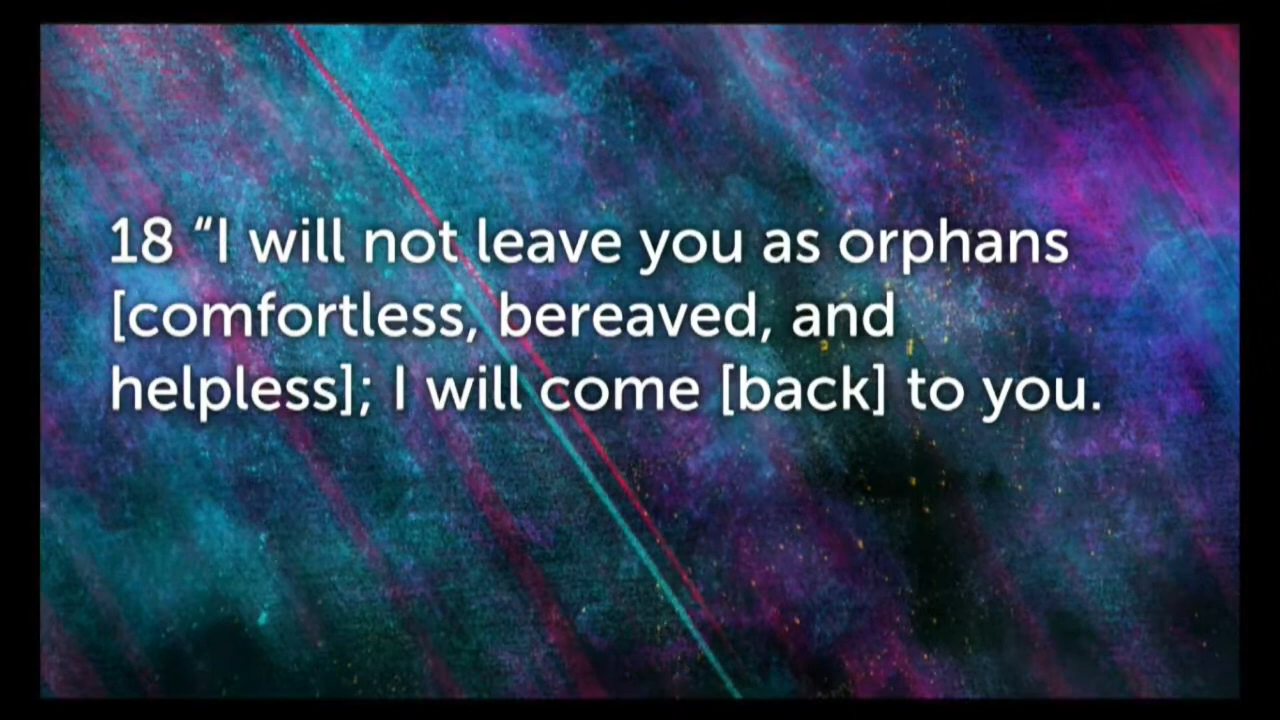 18 “I will not leave you as orphans
[comfortless, bereaved, and
helpless]; I will come [back] to you.